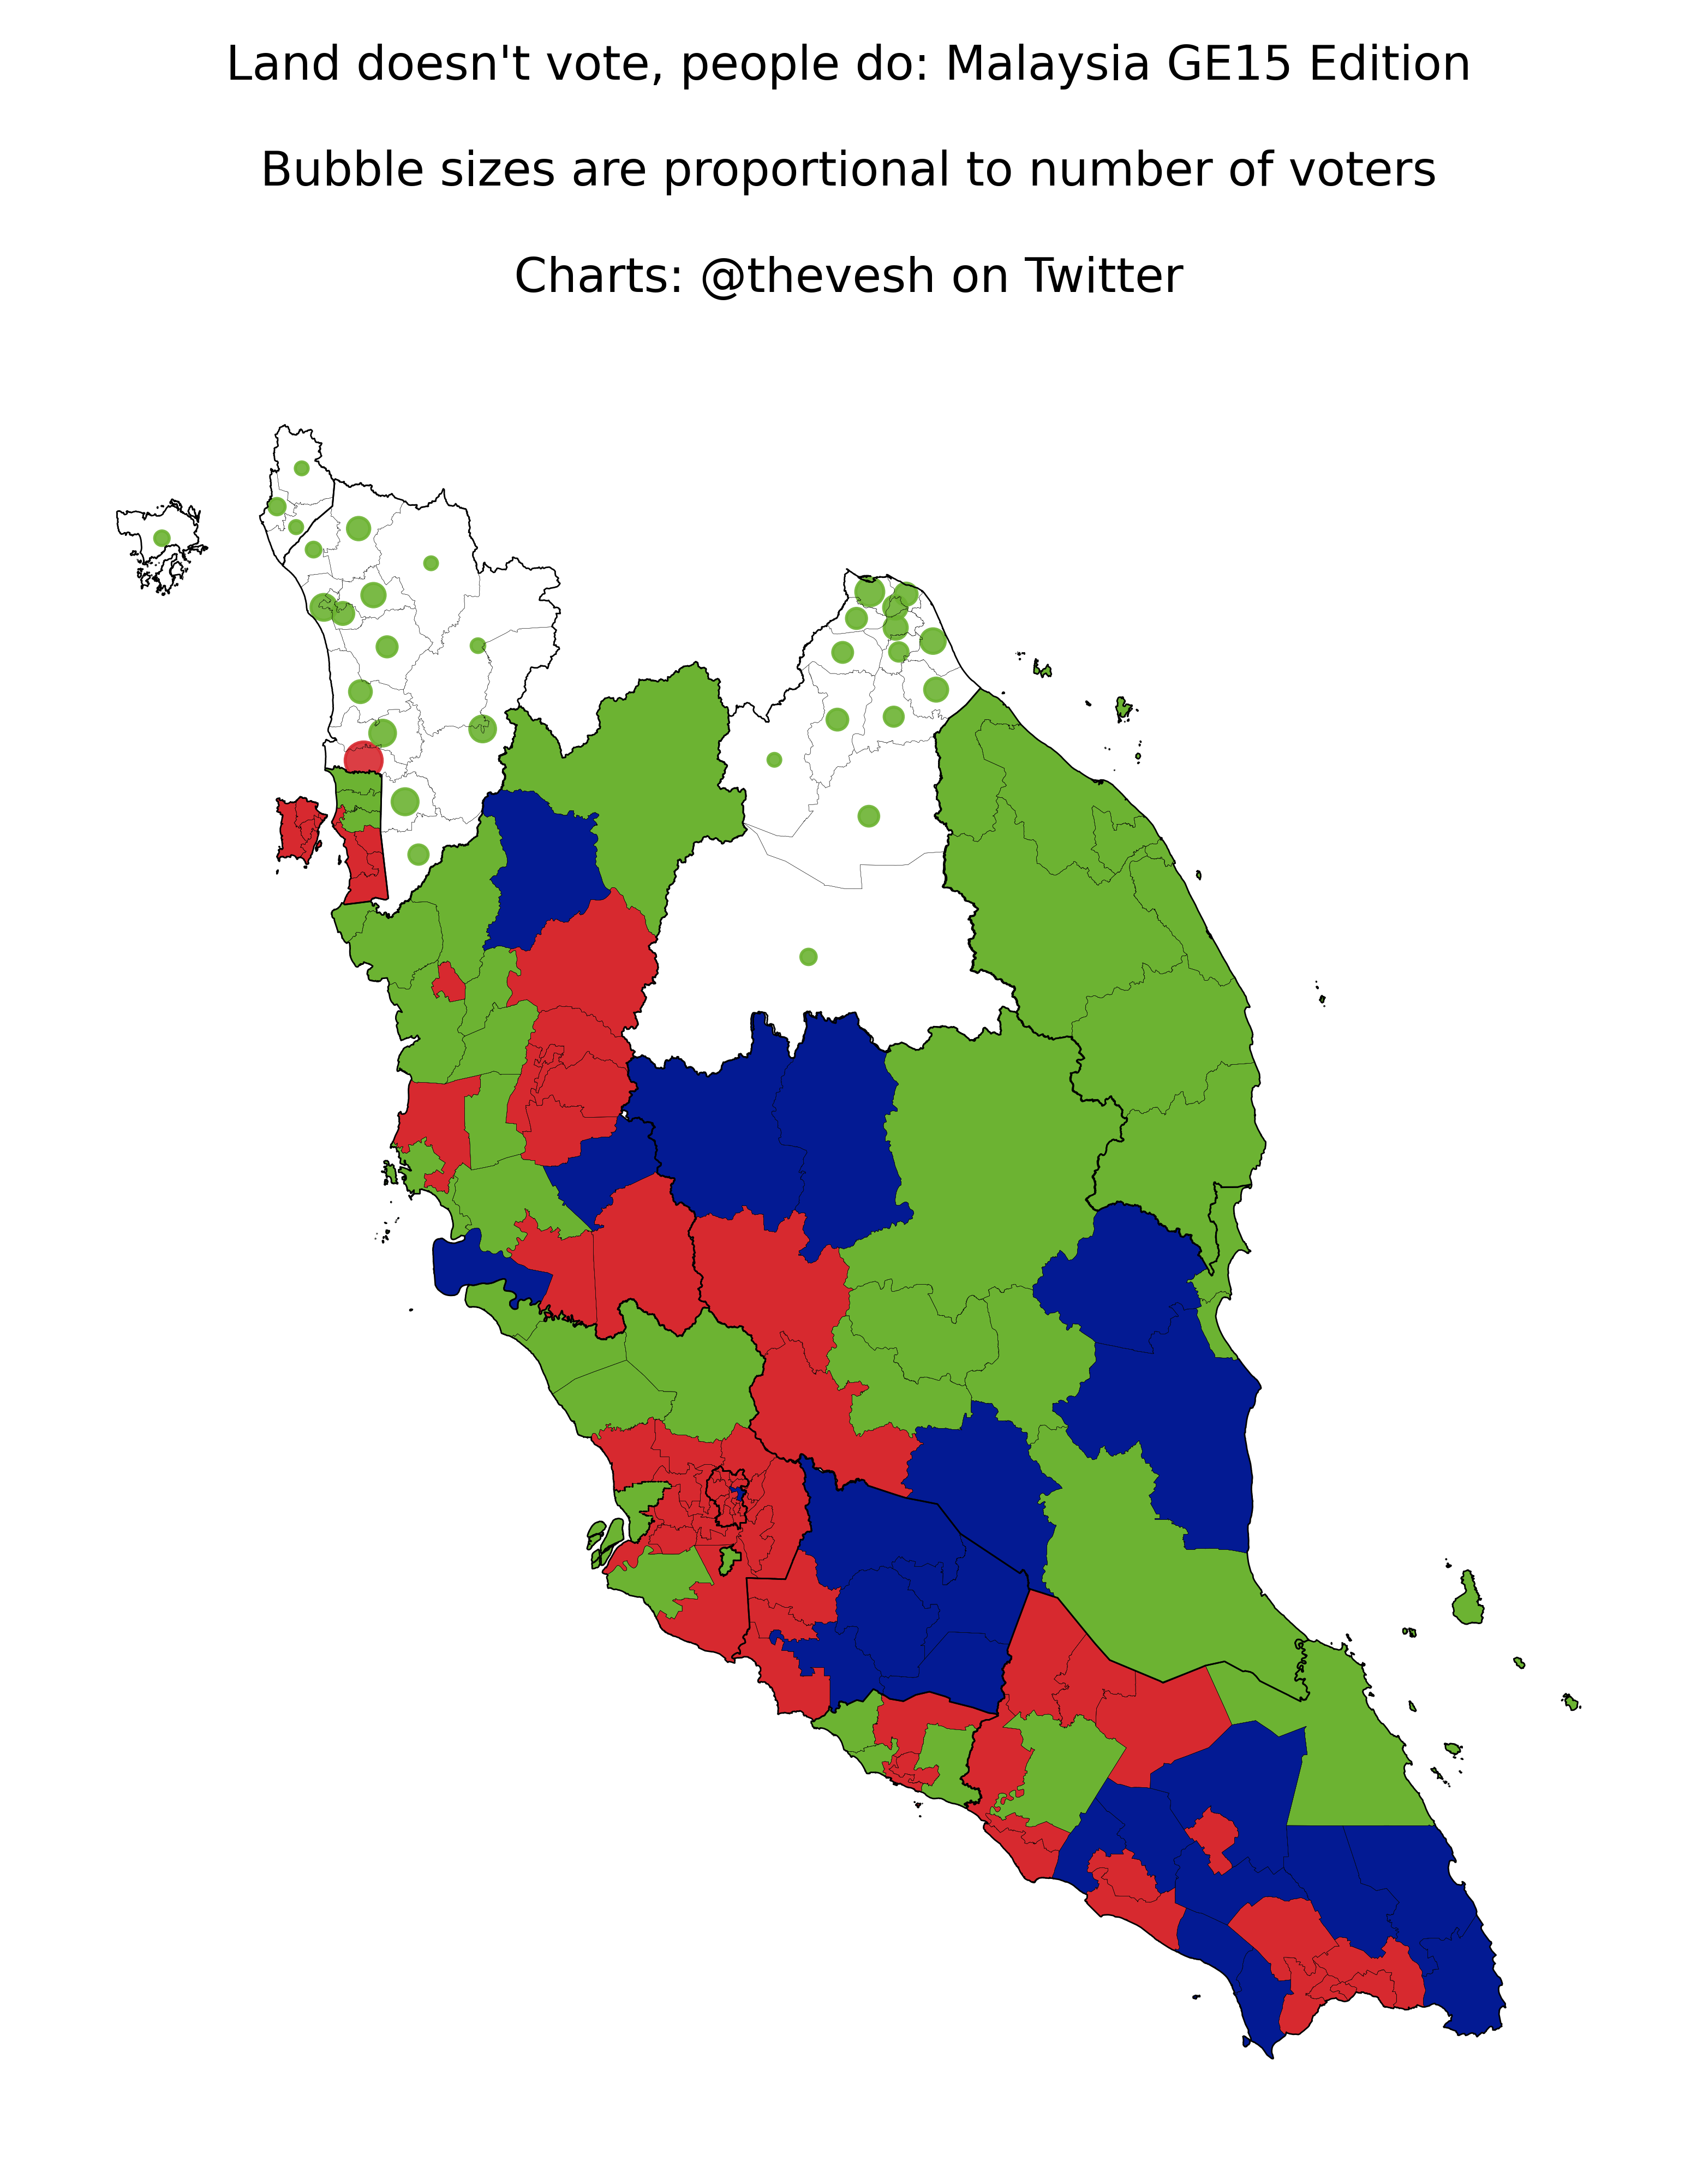 Land doesn't vote, people do: Malaysia GE15 Edition
Bubble sizes are proportional to number of voters
Charts: @thevesh on Twitter